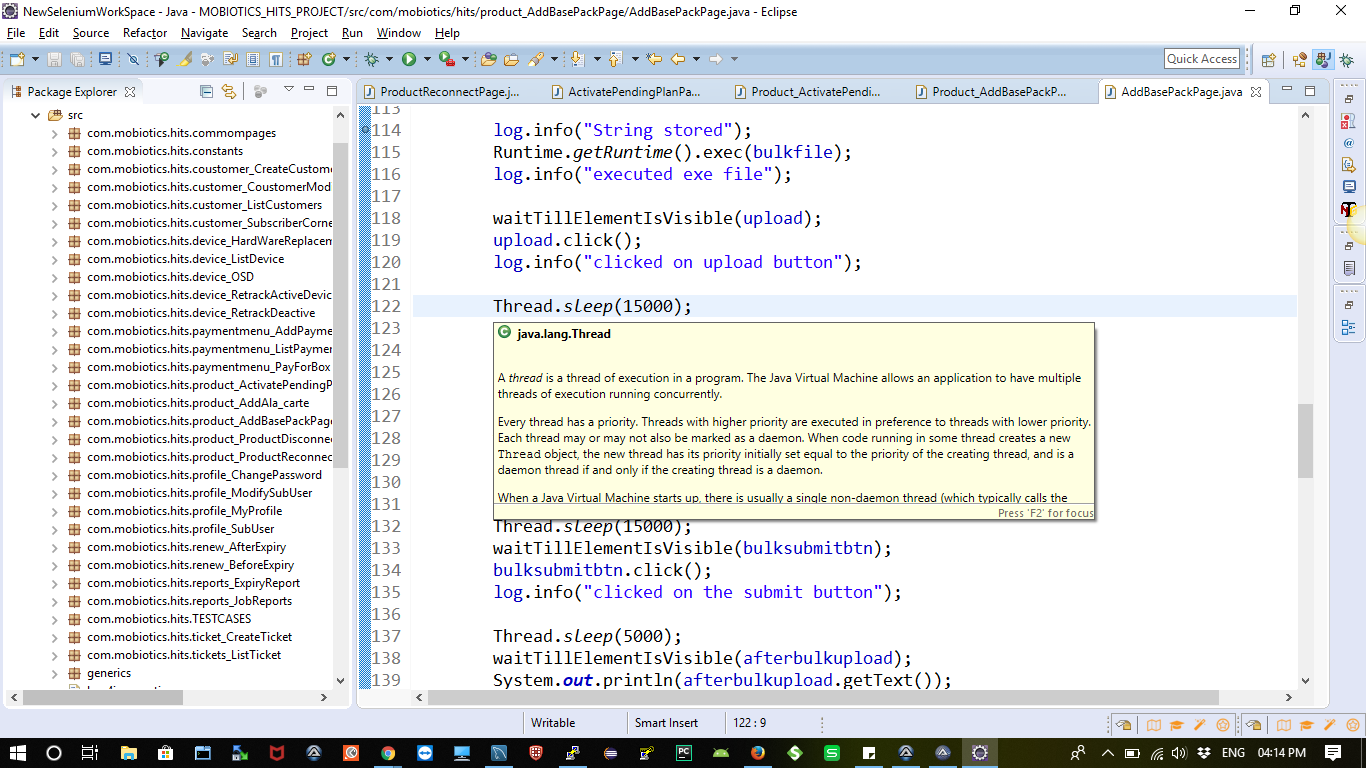 NewSeleniumWorkSpace - Java - MOBIOTICS_HITS_PROJECT/src/com/mobiotics/hits/product_AddBasePackPage/AddBasePackPage.java - Eclipse
File Edit Source Refactor Navigate Search Project Run Window Help
Quick Access
Package Explorer
ProductReconnectPage.j... ActivatePendingPlanPa... Product_ActivatePendi... Product_AddBasePackP... AddBasePackPage.java
src
com.mobiotics.hits.commompages
com.mobiotics.hits.constants
com.mobiotics.hits.coustomer_CreateCustome
com.mobiotics.hits.customer_CoustomerMod
com.mobiotics.hits.customer_ListCustomers
com.mobiotics.hits.customer_SubscriberCorne
com.mobiotics.hits.device_HardWareReplacem
com.mobiotics.hits.device_ListDevice
com.mobiotics.hits.device_OSD
com.mobiotics.hits.device_RetrackActiveDevic
com.mobiotics.hits.device_RetrackDeactive
com.mobiotics.hits.paymentmenu_AddPayme
com.mobiotics.hits.paymentmenu_ListPaymer
com.mobiotics.hits.paymentmenu_PayForBox
com.mobiotics.hits.product_ActivatePendingP
com.mobiotics.hits.product_AddAla_carte
com.mobiotics.hits.product_AddBasePackPage
com.mobiotics.hits.product_ProductDisconne
com.mobiotics.hits.product_ProductReconnec
com.mobiotics.hits.profile_ChangePassword
com.mobiotics.hits.profile_ModifySubUser
com.mobiotics.hits.profile_MyProfile
com.mobiotics.hits.profile_SubUser
com.mobiotics.hits.renew_AfterExpiry
com.mobiotics.hits.renew_BeforeExpiry
com.mobiotics.hits.reports_ExpiryReport
com.mobiotics.hits.reports_JobReports
com.mobiotics.hits.TESTCASES
com.mobiotics.hits.ticket_CreateTicket
com.mobiotics.hits.tickets_ListTicket
generics
113
114 log.info("String stored");
115 Runtime.getRuntime().exec(bulkfile);
116 log.info("executed exe file");
117
118 waitTillElementIsVisible(upload);
119 upload.click();
120 log.info("clicked on upload button");
121
122 Thread.sleep(15000);
123
124
125
126
127
128
129
130
131
java.lang.Thread
A thread is a thread of execution in a program. The Java Virtual Machine allows an application to have multiple
threads of execution running concurrently.
Every thread has a priority. Threads with higher priority are executed in preference to threads with lower priority.
Each thread may or may not also be marked as a daemon. When code running in some thread creates a new
Thread object, the new thread has its priority initially set equal to the priority of the creating thread, and is a
daemon thread if and only if the creating thread is a daemon.
When a Java Virtual Machine starts up, there is usually a single non-daemon thread (which typically calls the
Press 'F2' for focus
132 Thread.sleep(15000);
133 waitTillElementIsVisible(bulksubmitbtn);
134 bulksubmitbtn.click();
135 log.info("clicked on the submit button");
136
137 Thread.sleep(5000);
138 waitTillElementIsVisible(afterbulkupload);
139 System.out.println(afterbulkupload.getText());
Writable Smart Insert 122 : 9
ENG 04:14 PM